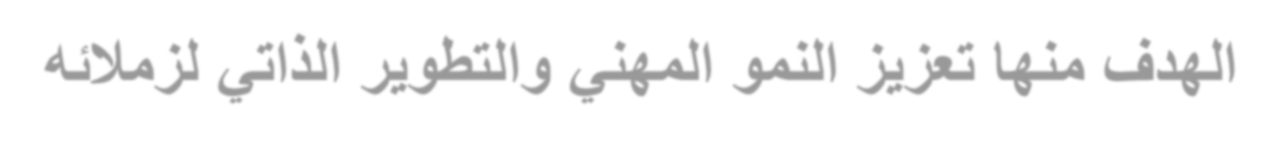 الهدف منها تعزيز النمو المهني والتطوير الذاتي لزملائه